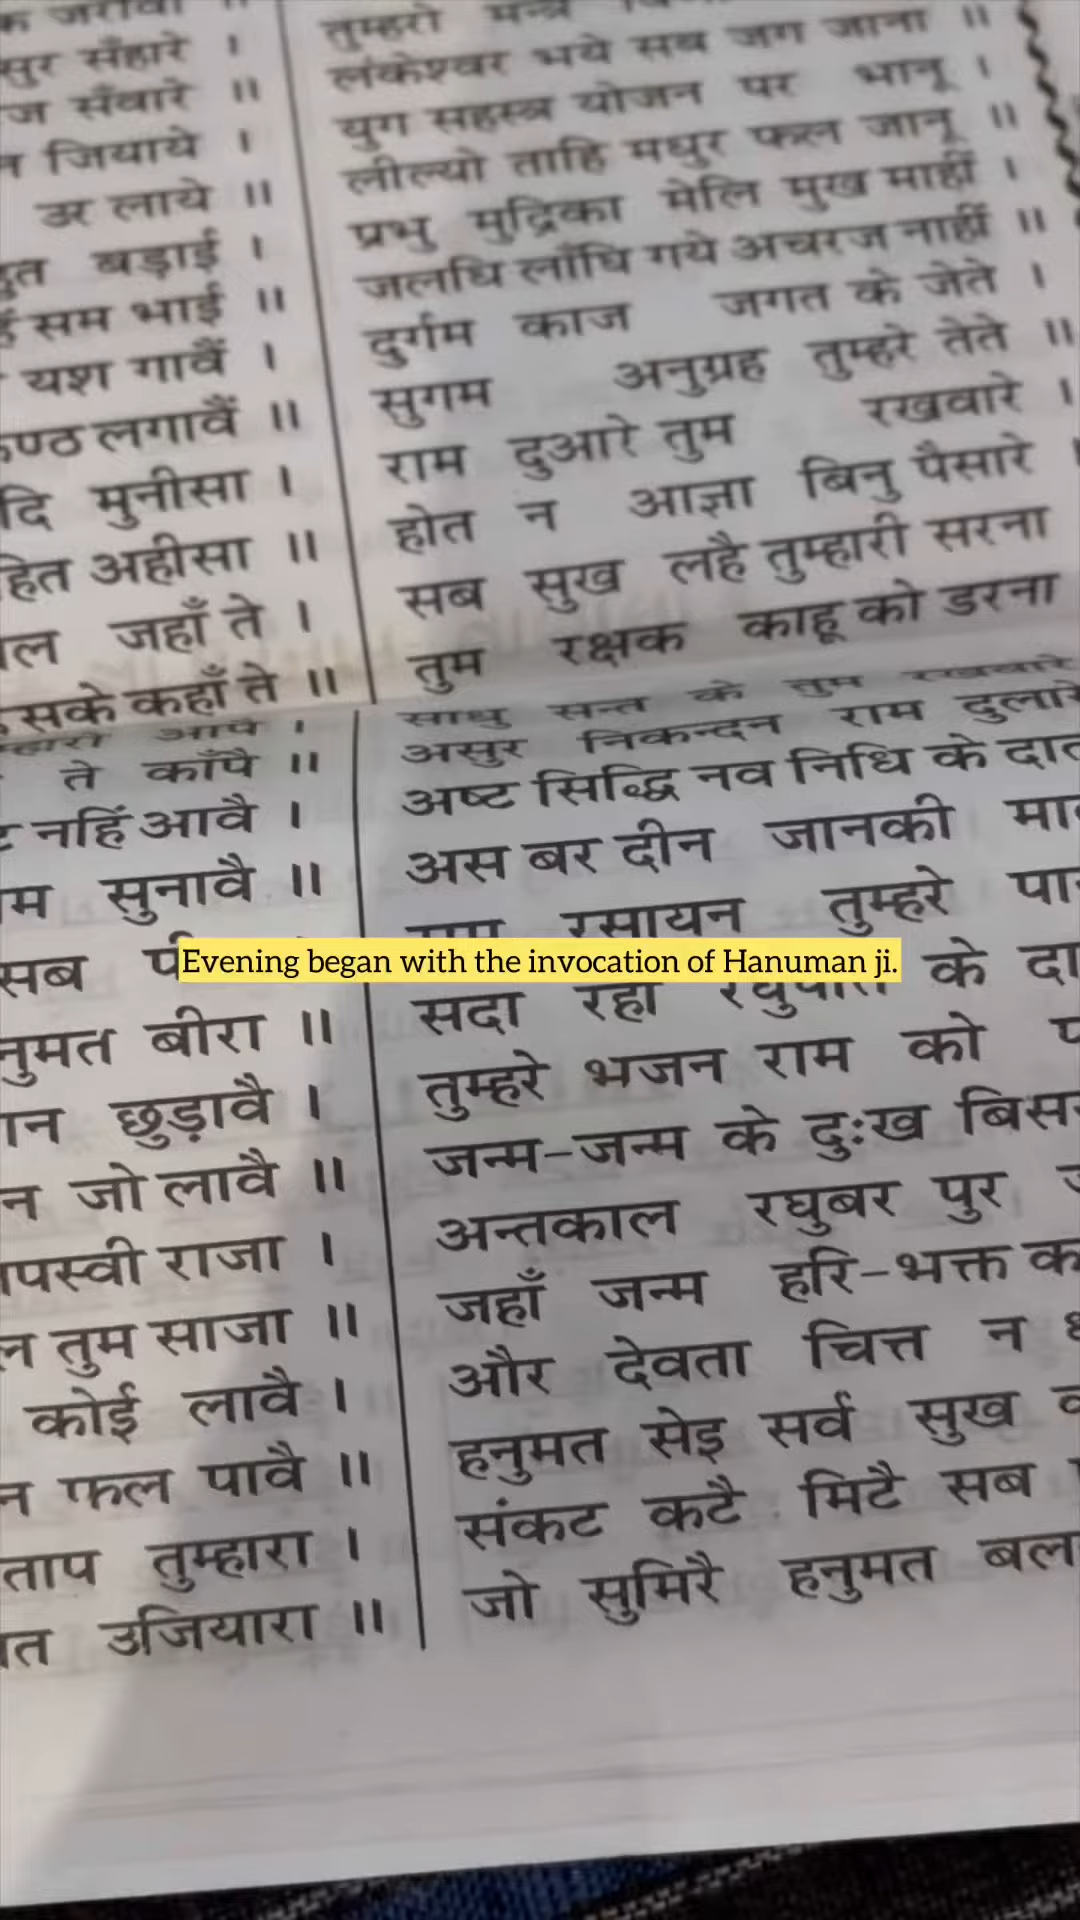 सुर सँहारे ।
सँवारे ॥
जियाये ।
उर लाये ॥
बड़ाई ।
सम भाई ॥
यश गावैं ।
लगावैं ॥
मुनीसा ।
अहीसा ॥
जहाँ ते ।
सके कहाँ ते ॥
आपै ।
ते काँपै ॥
नहिं आवै ।
सुनावै ॥
सब
बीरा ॥
छुड़ावै ।
जो लावै ॥
राजा ।
तुम साजा ॥
कोई लावै ।
फल पावै ॥
तुम्हारा ।
उजियारा ॥
तुम्हरो मन्त्र
लंकेश्वर भये सब जग जाना ॥
युग सहस्त्र योजन पर भानू ।
लील्यो ताहि मधुर फल जानू ॥
प्रभु मुद्रिका मेलि मुख माहीं ।
जलधि लाँघि गये अचरज नाहीं ॥
दुर्गम काज जगत के जेते ।
सुगम अनुग्रह तुम्हरे तेते ॥
राम दुआरे तुम रखवारे ।
होत न आज्ञा बिनु पैसारे ।
सब सुख लहै तुम्हारी सरना
तुम रक्षक काहू को डरना
साधु सन्त के तुम रखवारे
असुर निकन्दन राम दुलारे
अष्ट सिद्धि नव निधि के
अस बर दीन जानकी
रसायन तुम्हरे
Evening began with the invocation of Hanuman ji.
सदा रहो के
तुम्हरे भजन राम को
जन्म-जन्म के दुःख
अन्तकाल रघुबर पुर
जहाँ जन्म हरि-भक्त
और देवता चित्त न
हनुमत सेइ सर्व सुख
संकट कटै मिटै सब
जो सुमिरै हनुमत बल